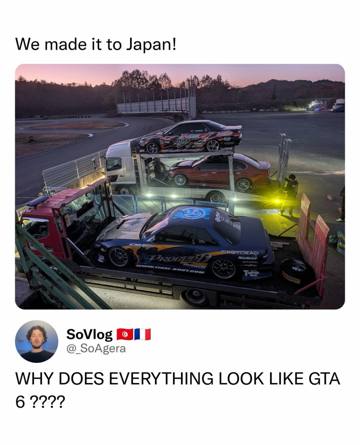 We made it to Japan!
SoVlog 🇹🇳🇫🇷
@_SoAgera
WHY DOES EVERYTHING LOOK LIKE GTA
6 ????